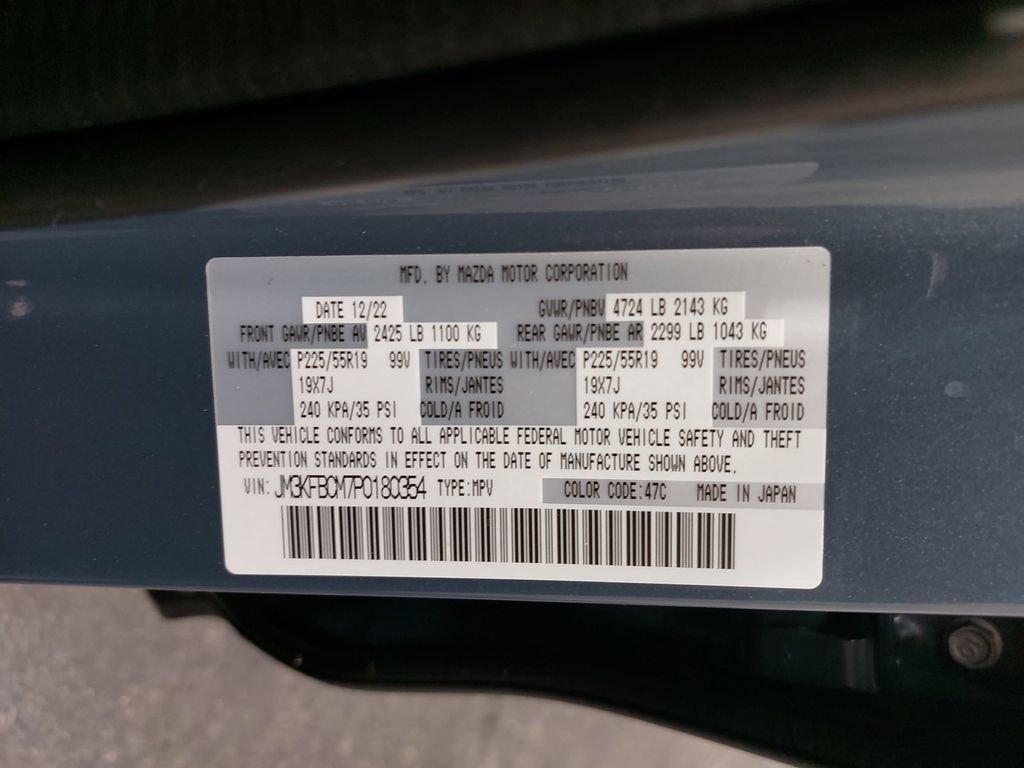 MFD. BY MAZDA MOTOR CORPORATION
DATE 12/22 GVWR/PNBV 4724 LB 2143 KG
FRONT GAWR/PNBE AV 2425 LB 1100 KG REAR GAWR/PNBE AR 2299 LB 1043 KG
WITH/AVEC P225/55R19 99V TIRES/PNEUS WITH/AVEC P225/55R19 99V TIRES/PNEUS
19X7J RIMS/JANTES 19X7J RIMS/JANTES
240 KPA/35 PSI COLD/A FROID 240 KPA/35 PSI COLD/A FROID
THIS VEHICLE CONFORMS TO ALL APPLICABLE FEDERAL MOTOR VEHICLE SAFETY AND THEFT
PREVENTION STANDARDS IN EFFECT ON THE DATE OF MANUFACTURE SHOWN ABOVE.
VIN: JM3KFBCM7P0180354 TYPE:MPV COLOR CODE:47C MADE IN JAPAN